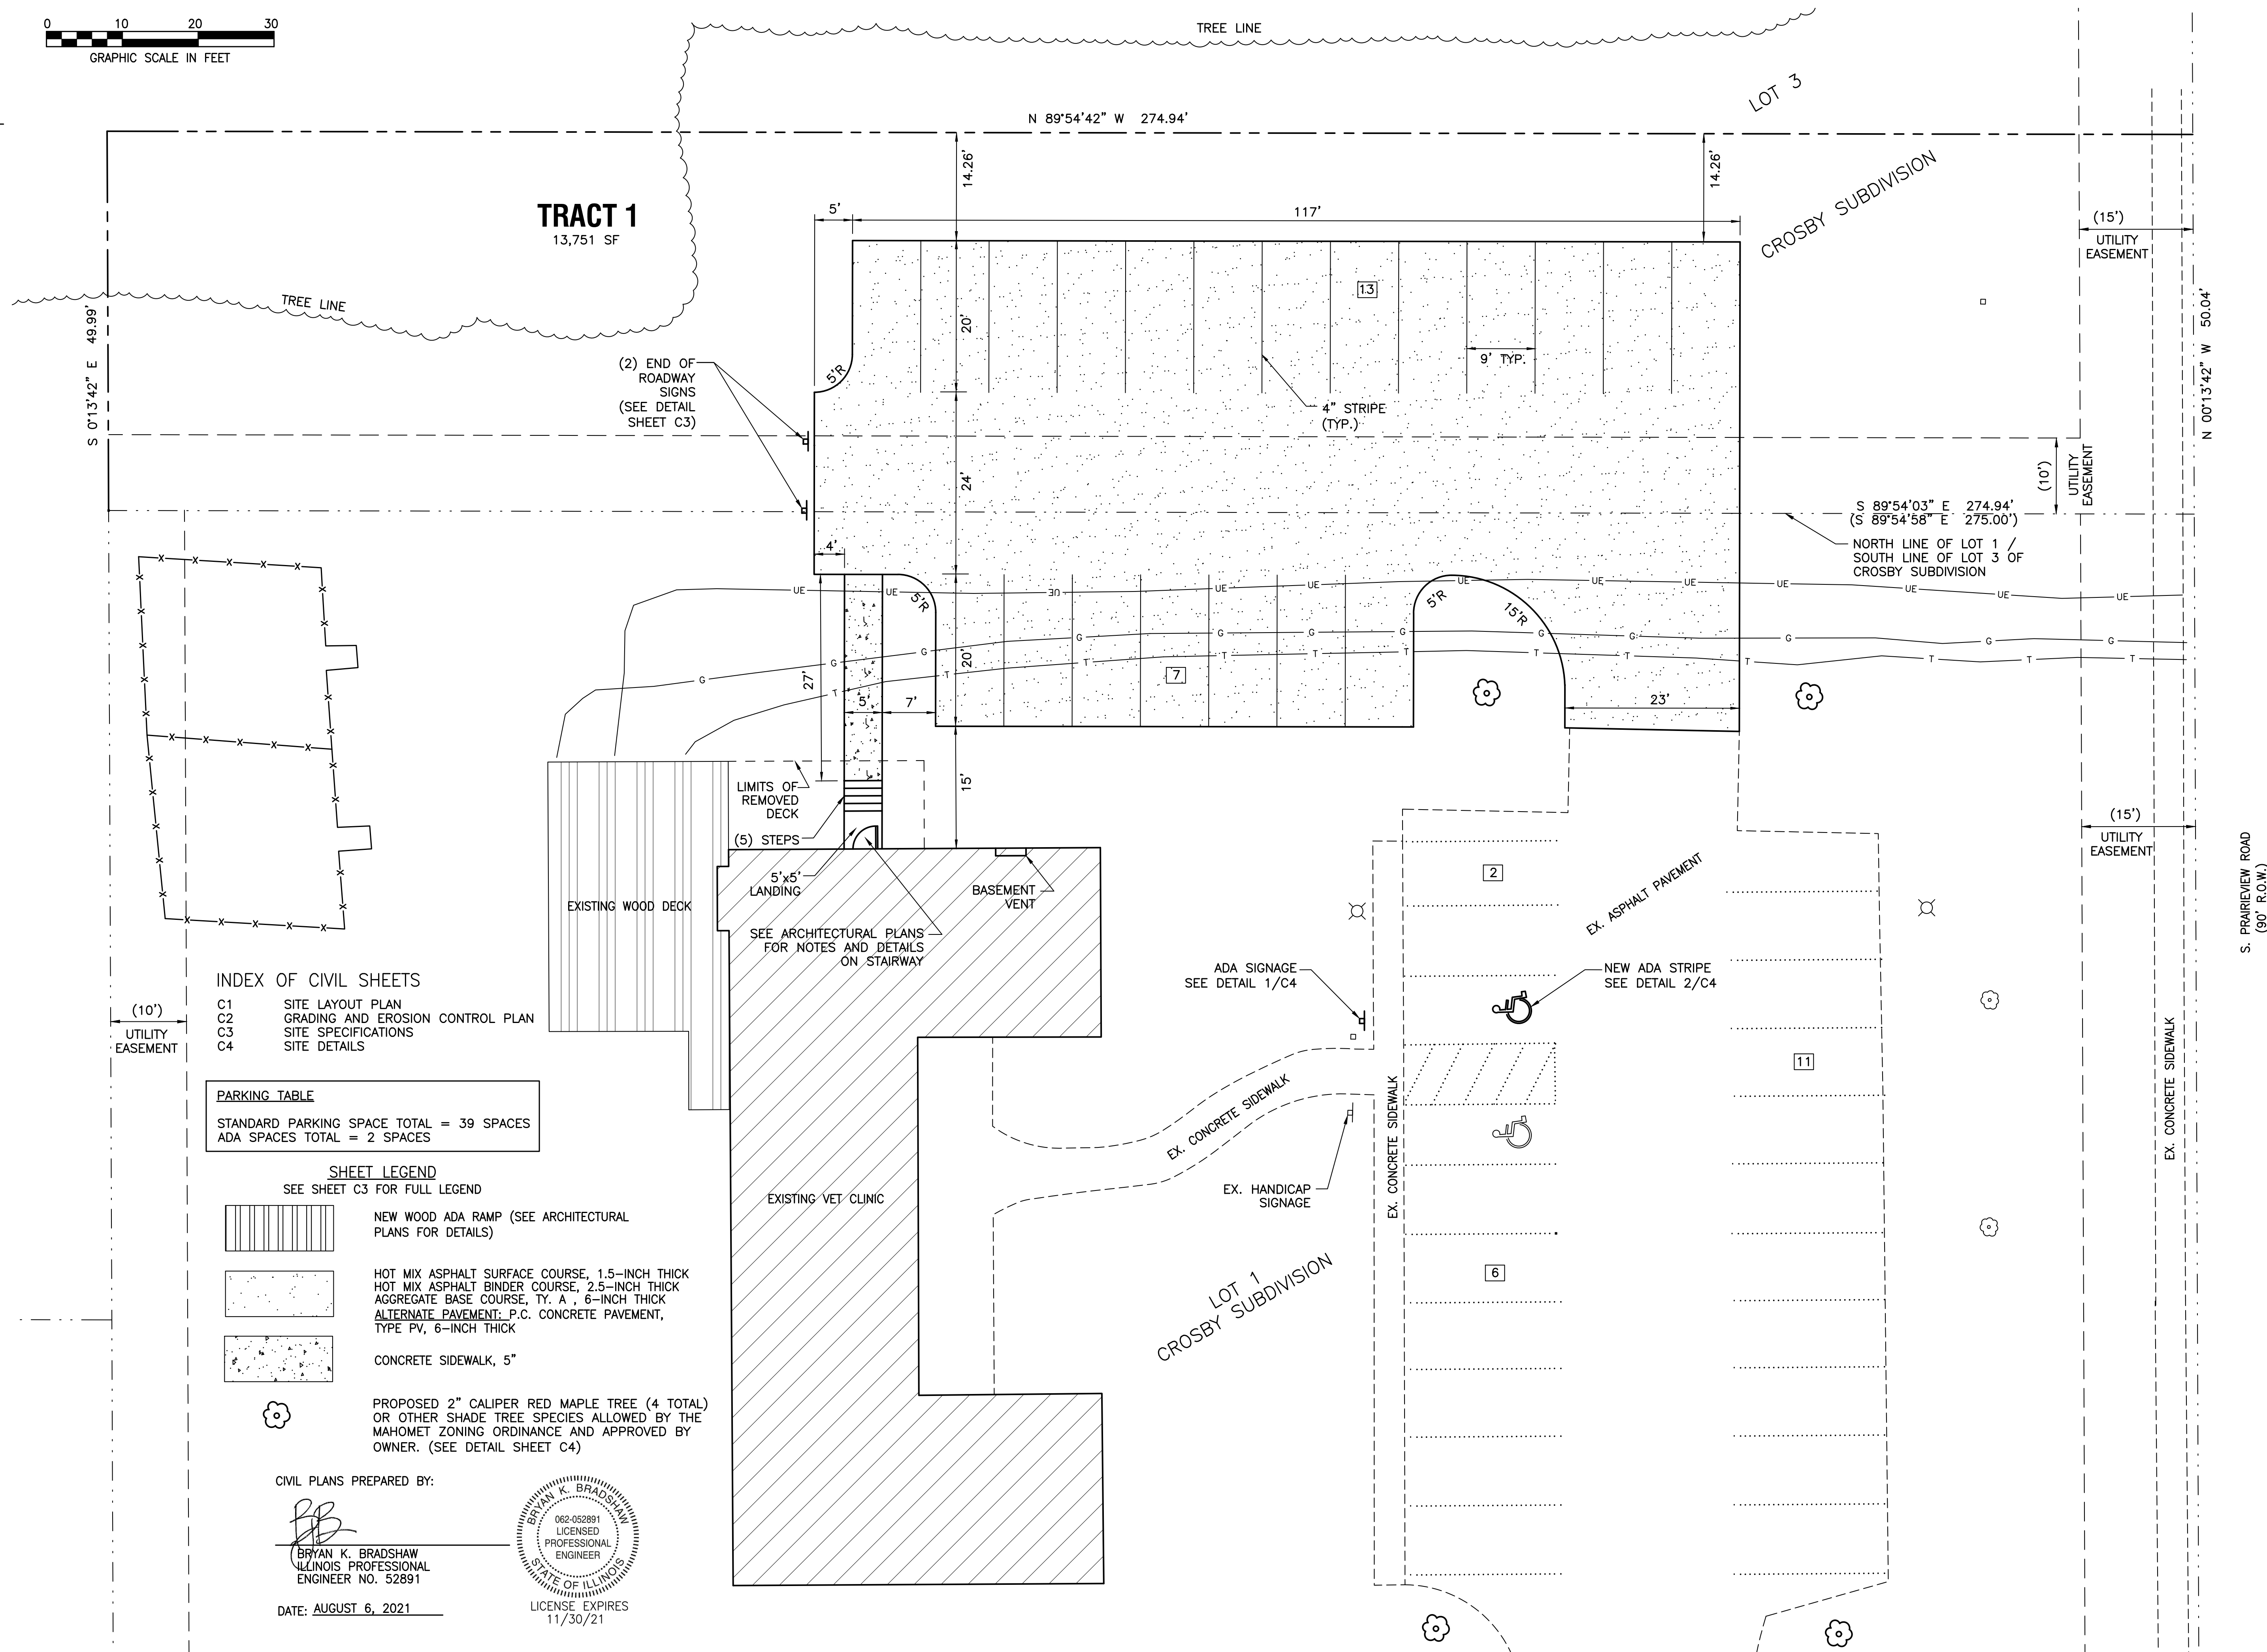 0 10 20 30
GRAPHIC SCALE IN FEET
TREE LINE
LOT 3
CROSBY SUBDIVISION
N 89°54'42" W 274.94'
14.26'
14.26'
TRACT 1
13,751 SF
5'
117'
(15')
UTILITY
EASEMENT
TREE LINE
S 0°13'42" E 49.99'
N 00°13'42" W 50.04'
13
20'
9' TYP.
5'R
(2) END OF
ROADWAY
SIGNS
(SEE DETAIL
SHEET C3)
4" STRIPE
(TYP.)
24'
(10')
UTILITY
EASEMENT
S 89°54'03" E 274.94'
(S 89°54'58" E 275.00')
NORTH LINE OF LOT 1 /
SOUTH LINE OF LOT 3 OF
CROSBY SUBDIVISION
4'
X X X X X
UE UE UE UE UE UE UE UE UE UE UE UE
5'R
5'R
15'R
G G G G G G G G G G G
T T T T T T T T T T T
27'
20'
7
5'
7'
23'
15'
LIMITS OF
REMOVED
DECK
(5) STEPS
5'x5'
LANDING
BASEMENT
VENT
EXISTING WOOD DECK
SEE ARCHITECTURAL PLANS
FOR NOTES AND DETAILS
ON STAIRWAY
2
EX. ASPHALT PAVEMENT
(15')
UTILITY
EASEMENT
S. PRAIRIEVIEW ROAD
(90' R.O.W.)
ADA SIGNAGE
SEE DETAIL 1/C4
NEW ADA STRIPE
SEE DETAIL 2/C4
11
EX. CONCRETE SIDEWALK
EX. CONCRETE SIDEWALK
EX. CONCRETE SIDEWALK
EX. HANDICAP
SIGNAGE
EXISTING VET CLINIC
6
LOT 1
CROSBY SUBDIVISION
(10')
UTILITY
EASEMENT
INDEX OF CIVIL SHEETS
C1 SITE LAYOUT PLAN
C2 GRADING AND EROSION CONTROL PLAN
C3 SITE SPECIFICATIONS
C4 SITE DETAILS
PARKING TABLE
STANDARD PARKING SPACE TOTAL = 39 SPACES
ADA SPACES TOTAL = 2 SPACES
SHEET LEGEND
SEE SHEET C3 FOR FULL LEGEND
NEW WOOD ADA RAMP (SEE ARCHITECTURAL
PLANS FOR DETAILS)
HOT MIX ASPHALT SURFACE COURSE, 1.5-INCH THICK
HOT MIX ASPHALT BINDER COURSE, 2.5-INCH THICK
AGGREGATE BASE COURSE, TY. A , 6-INCH THICK
ALTERNATE PAVEMENT: P.C. CONCRETE PAVEMENT,
TYPE PV, 6-INCH THICK
CONCRETE SIDEWALK, 5"
PROPOSED 2" CALIPER RED MAPLE TREE (4 TOTAL)
OR OTHER SHADE TREE SPECIES ALLOWED BY THE
MAHOMET ZONING ORDINANCE AND APPROVED BY
OWNER. (SEE DETAIL SHEET C4)
CIVIL PLANS PREPARED BY:
BRYAN K. BRADSHAW
ILLINOIS PROFESSIONAL
ENGINEER NO. 52891
DATE: AUGUST 6, 2021
BRYAN K. BRADSHAW
062-052891
LICENSED
PROFESSIONAL
ENGINEER
STATE OF ILLINOIS
LICENSE EXPIRES
11/30/21